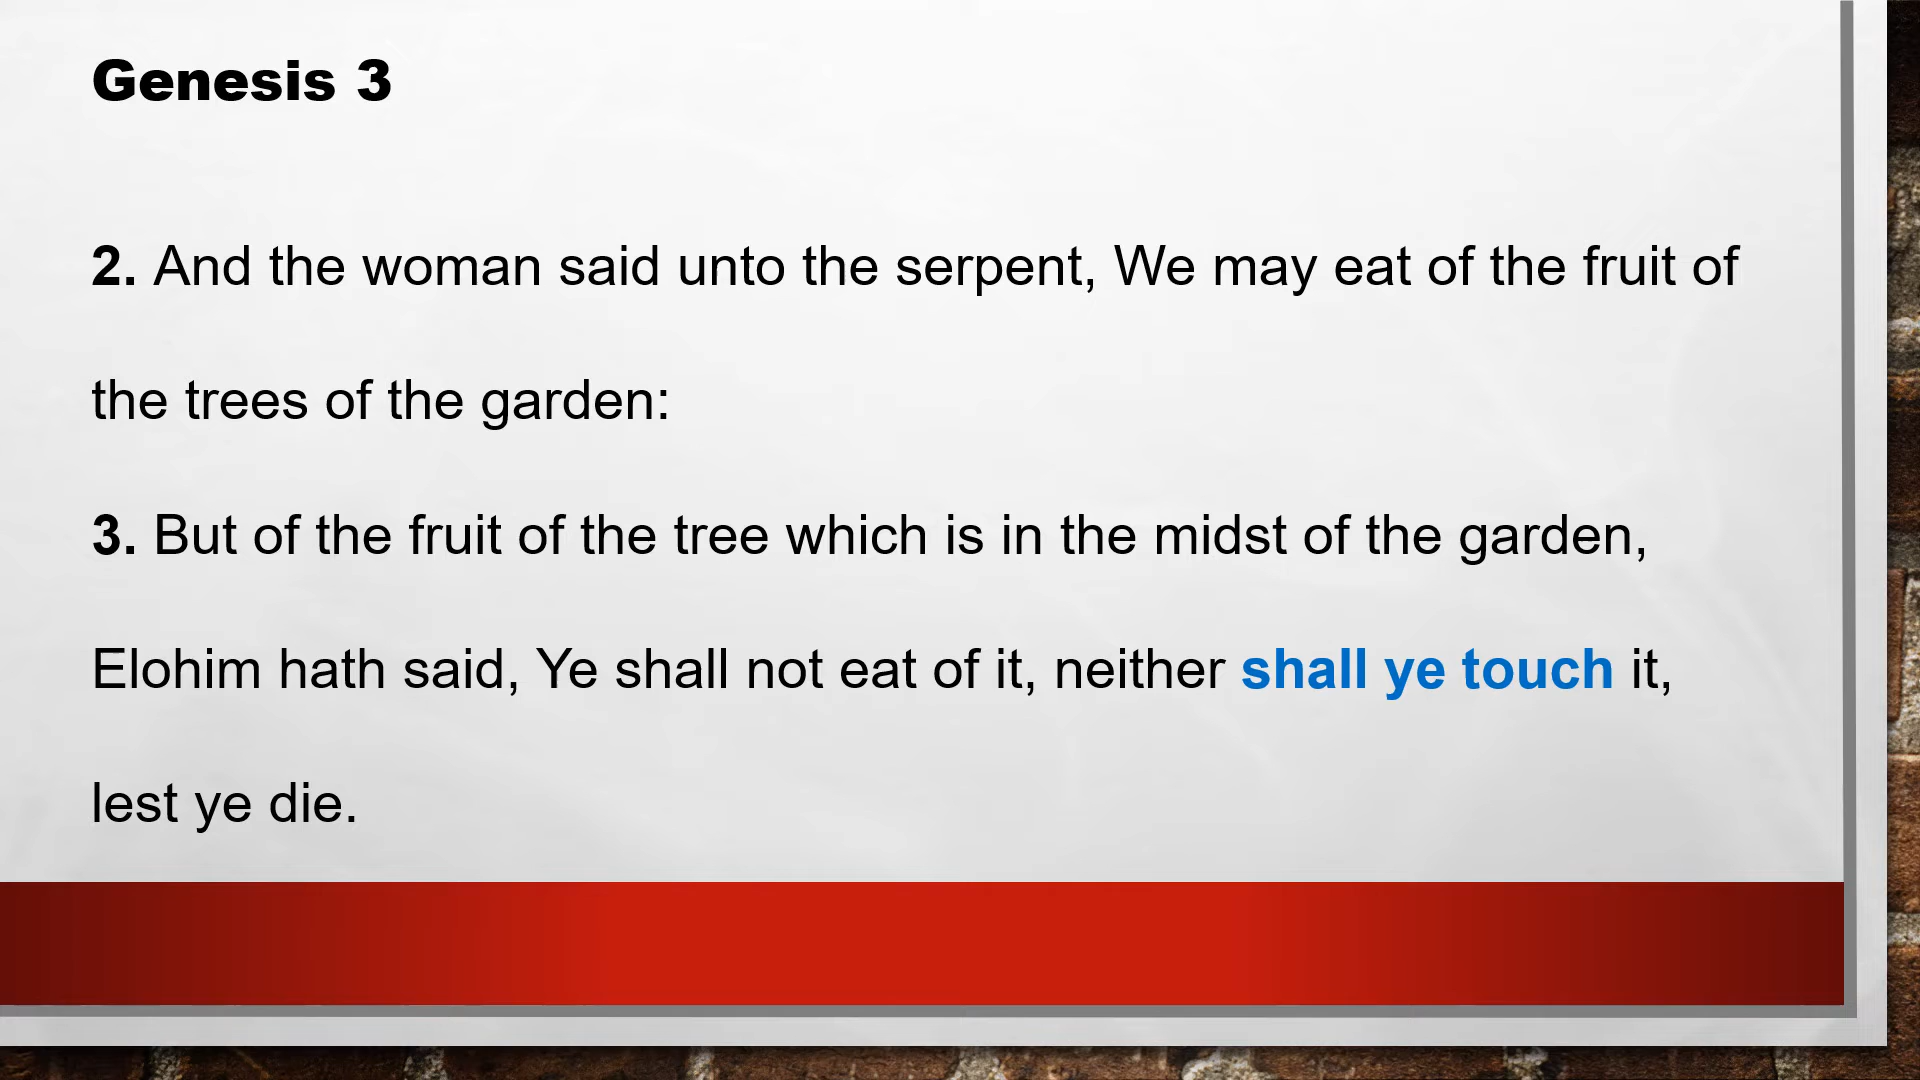 Genesis 3
2. And the woman said unto the serpent, We may eat of the fruit of
the trees of the garden:
3. But of the fruit of the tree which is in the midst of the garden,
Elohim hath said, Ye shall not eat of it, neither shall ye touch it,
lest ye die.